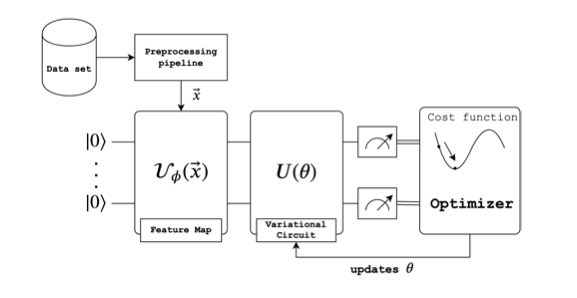 Data set
Preprocessing
pipeline
x⃗
|0⟩
|0⟩
𝒰ϕ(x⃗)
Feature Map
U(θ)
Variational
Circuit
Cost function
Optimizer
updates θ